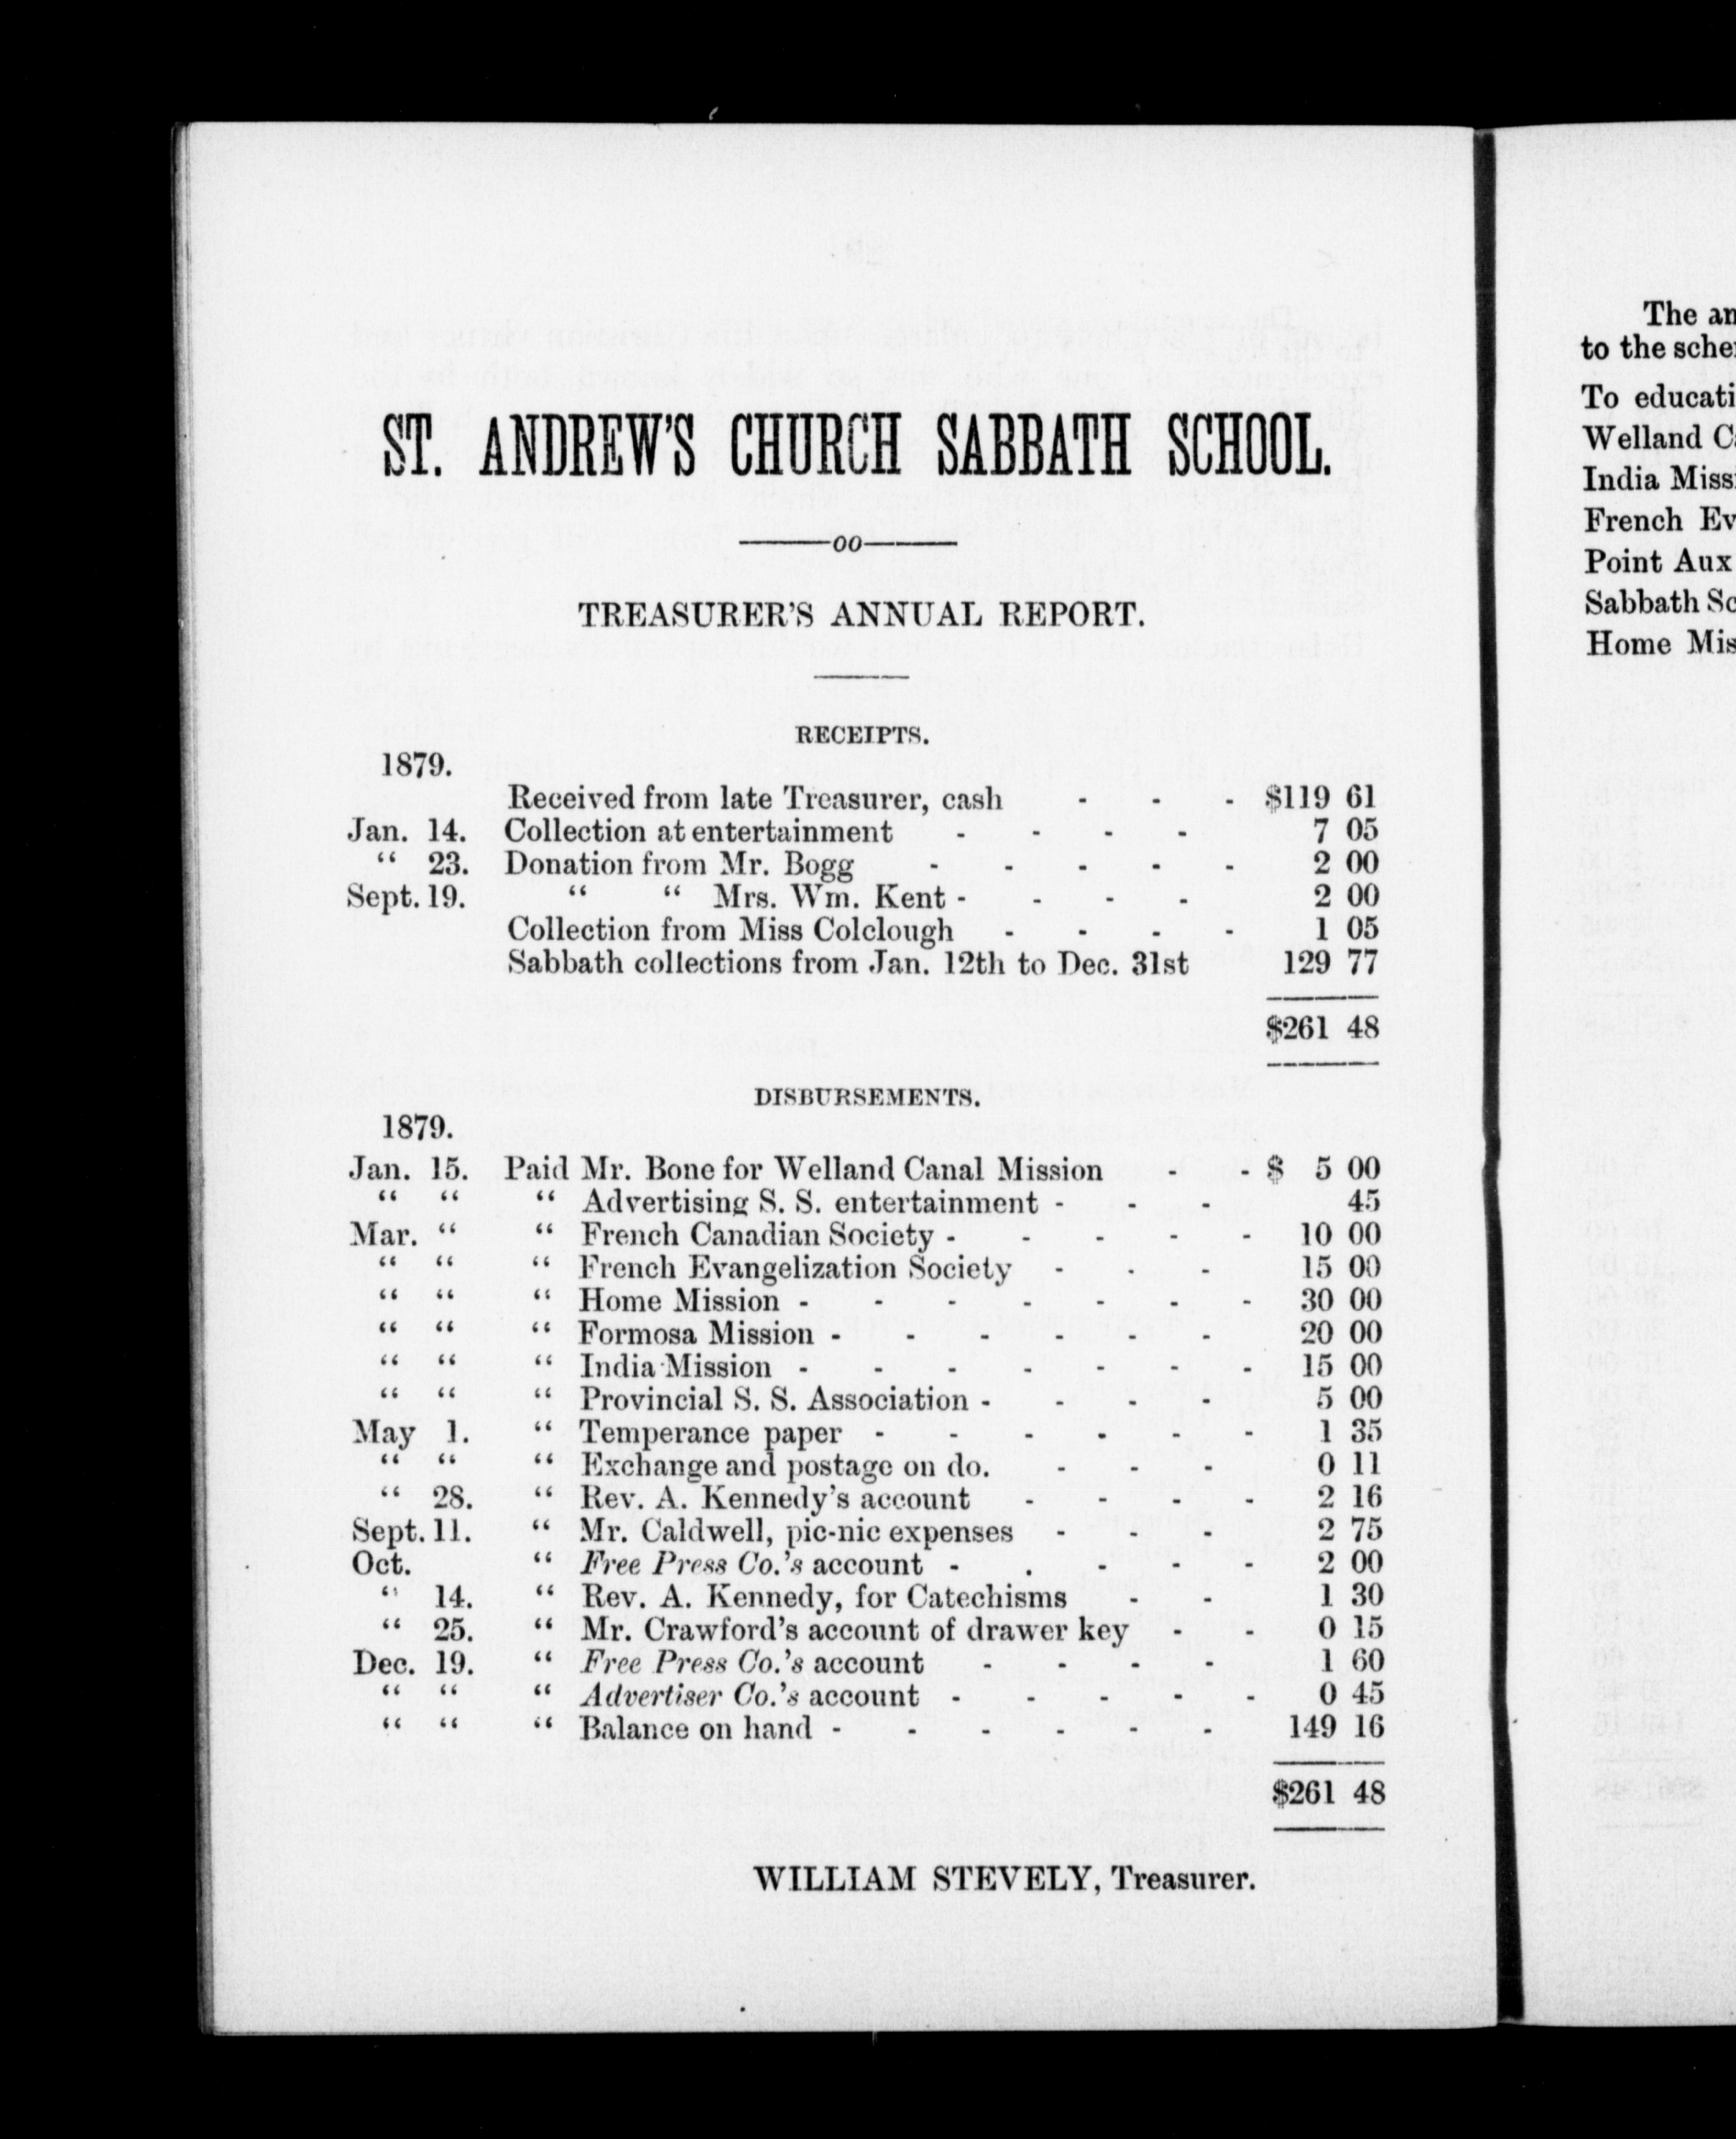 ST. ANDREW'S CHURCH SABBATH SCHOOL.
oo
TREASURER'S ANNUAL REPORT.
RECEIPTS.
1879.
Received from late Treasurer, cash - - - $119 61
Jan. 14. Collection at entertainment - - - - 7 05
“ 23. Donation from Mr. Bogg - - - - - 2 00
Sept. 19. “ “ Mrs. Wm. Kent - - - - 2 00
Collection from Miss Colclough - - - - 1 05
Sabbath collections from Jan. 12th to Dec. 31st 129 77
$261 48
DISBURSEMENTS.
1879.
Jan. 15. Paid Mr. Bone for Welland Canal Mission - - $ 5 00
“ “ “ Advertising S. S. entertainment - - - 45
Mar. “ “ French Canadian Society - - - - - 10 00
“ “ “ French Evangelization Society - - - 15 00
“ “ “ Home Mission - - - - - - - 30 00
“ “ “ Formosa Mission - - - - - - 20 00
“ “ “ India Mission - - - - - - - 15 00
“ “ “ Provincial S. S. Association - - - - 5 00
May 1. “ Temperance paper - - - - - - 1 35
“ “ “ Exchange and postage on do. - - - 0 11
“ 28. “ Rev. A. Kennedy's account - - - - 2 16
Sept. 11. “ Mr. Caldwell, pic-nic expenses - - - 2 75
Oct. “ Free Press Co.'s account - . - - - 2 00
“ 14. “ Rev. A. Kennedy, for Catechisms - - 1 30
“ 25. “ Mr. Crawford's account of drawer key - - 0 15
Dec. 19. “ Free Press Co.'s account - - - - 1 60
“ “ “ Advertiser Co.'s account - - - - - 0 45
“ “ “ Balance on hand - - - - - - 149 16
$261 48
WILLIAM STEVELY, Treasurer.
The
to the
To
Welland
India
French
Point Aux
Sabbath
Home